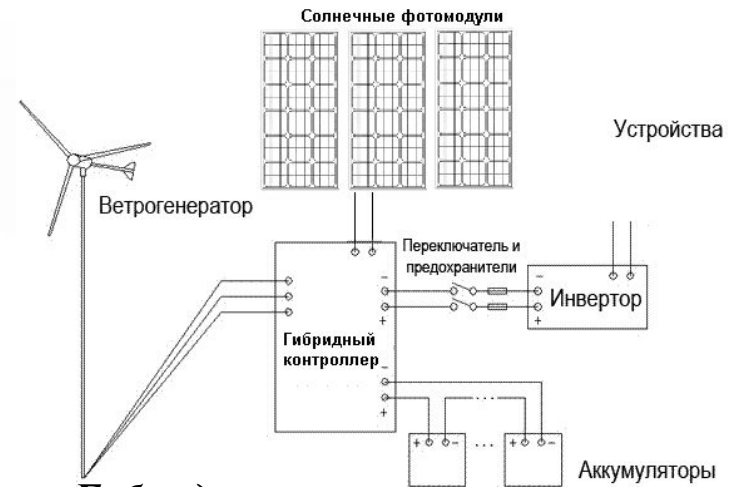 Солнечные фотомодули
Устройства
Ветрогенератор
Переключатель и
предохранители
−
−
Инвертор
+
+
Гибридный
контроллер
−
+
+ −
...
+ −
...
Аккумуляторы